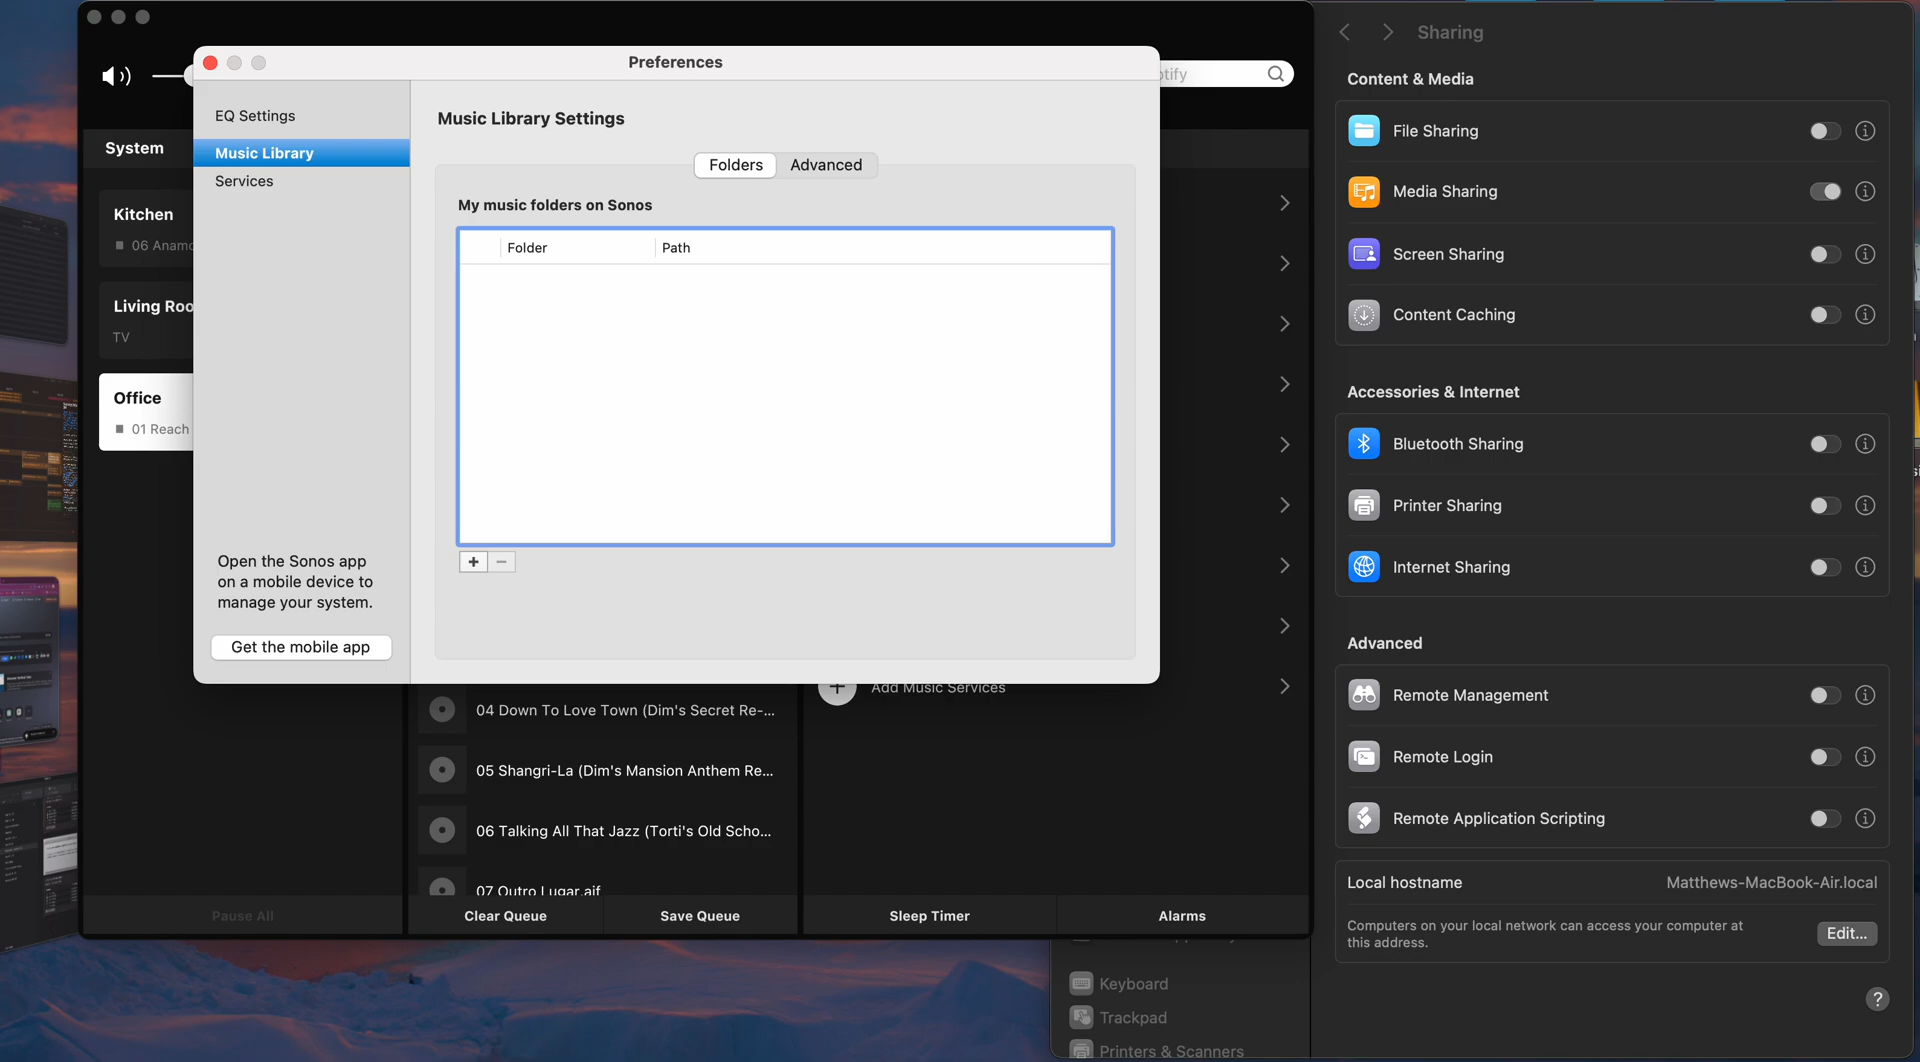 Preferences
EQ Settings
Music Library
Services
Open the Sonos app
on a mobile device to
manage your system.
Get the mobile app
Music Library Settings
Folders
Advanced
My music folders on Sonos
Folder
Path
+
−
System
Kitchen
06 Anamo
Living Roo
TV
Office
01 Reach
Pause All
04 Down To Love Town (Dim's Secret Re-...
05 Shangri-La (Dim's Mansion Anthem Re...
06 Talking All That Jazz (Torti's Old Scho...
07 Outro Lugar.aif
Clear Queue
Save Queue
otify
Add Music Services
Sleep Timer
Alarms
Keyboard
Trackpad
Printers & Scanners
Sharing
Content & Media
File Sharing
Media Sharing
Screen Sharing
Content Caching
Accessories & Internet
Bluetooth Sharing
Printer Sharing
Internet Sharing
Advanced
Remote Management
Remote Login
Remote Application Scripting
Local hostname
Matthews-MacBook-Air.local
Computers on your local network can access your computer at
this address.
Edit...
?